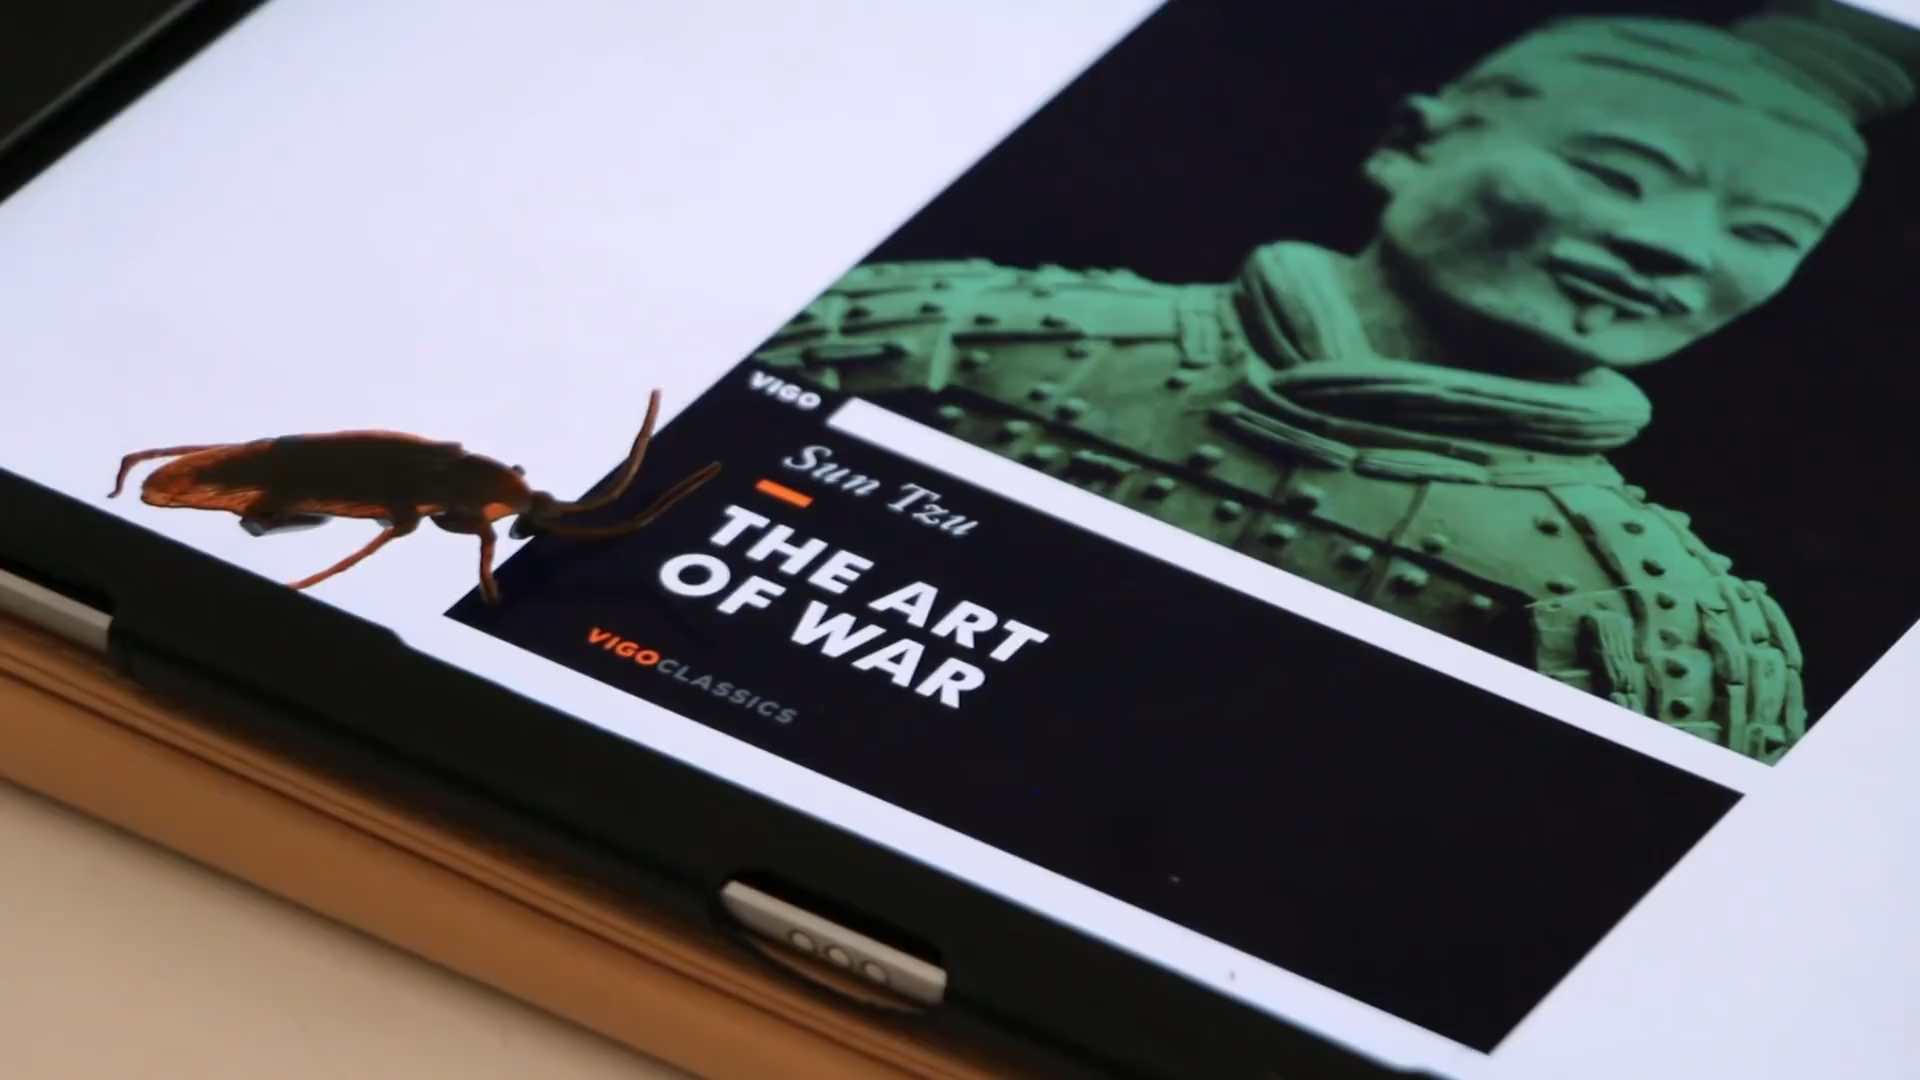 VIGO
Sun Tzu
THE ART
OF WAR
VIGOCLASSICS